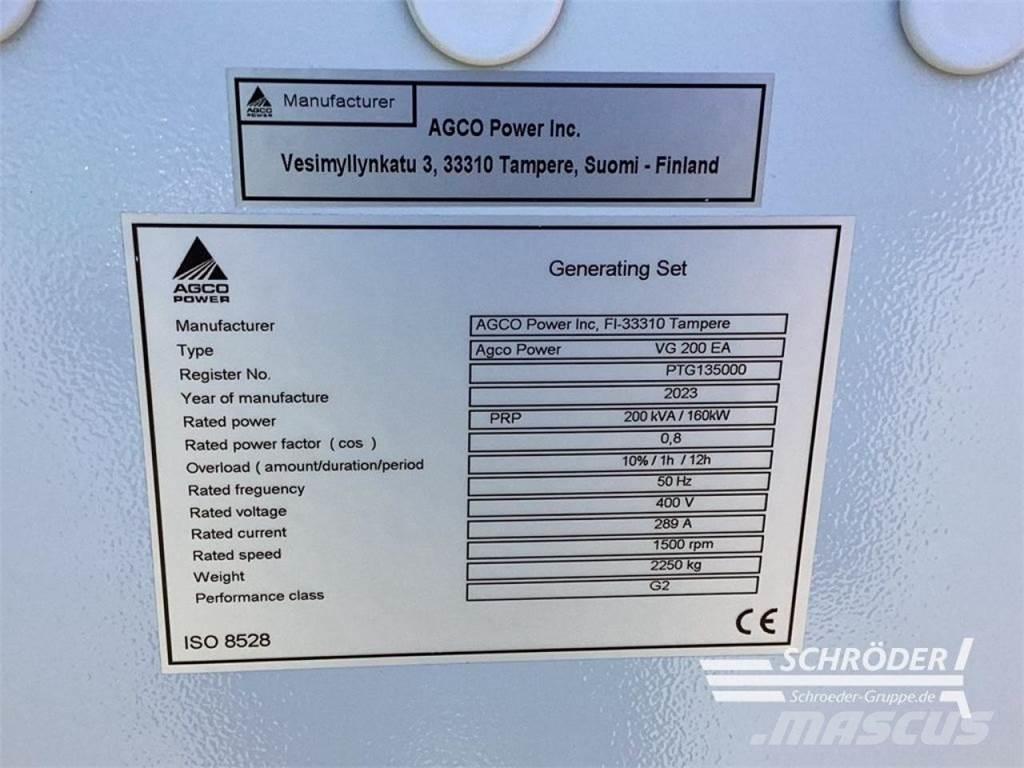 AGCO POWER
Manufacturer
AGCO Power Inc.
Vesimyllynkatu 3, 33310 Tampere, Suomi - Finland
AGCO
POWER
Generating Set
Manufacturer AGCO Power Inc, FI-33310 Tampere
Type Agco Power VG 200 EA
Register No. PTG135000
Year of manufacture 2023
Rated power PRP 200 kVA / 160kW
Rated power factor ( cos ) 0,8
Overload ( amount/duration/period 10% / 1h / 12h
Rated freguency 50 Hz
Rated voltage 400 V
Rated current 289 A
Rated speed 1500 rpm
Weight 2250 kg
Performance class G2
ISO 8528
CE
SCHRÖDER
Schroeder-Gruppe.de
mascus